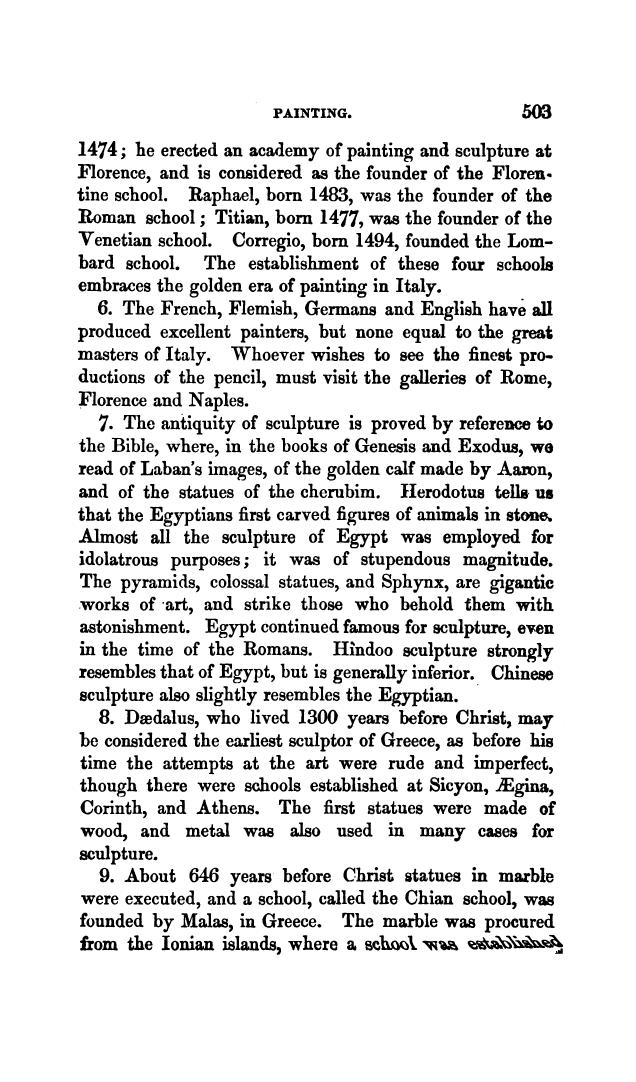 PAINTING. 503
1474; he erected an academy of painting and sculpture at
Florence, and is considered as the founder of the Floren-
tine school. Raphael, born 1483, was the founder of the
Roman school; Titian, born 1477, was the founder of the
Venetian school. Corregio, born 1494, founded the Lom-
bard school. The establishment of these four schools
embraces the golden era of painting in Italy.
6. The French, Flemish, Germans and English have all
produced excellent painters, but none equal to the great
masters of Italy. Whoever wishes to see the finest pro-
ductions of the pencil, must visit the galleries of Rome,
Florence and Naples.
7. The antiquity of sculpture is proved by reference to
the Bible, where, in the books of Genesis and Exodus, we
read of Laban's images, of the golden calf made by Aaron,
and of the statues of the cherubim. Herodotus tells us
that the Egyptians first carved figures of animals in stone.
Almost all the sculpture of Egypt was employed for
idolatrous purposes; it was of stupendous magnitude.
The pyramids, colossal statues, and Sphynx, are gigantic
works of art, and strike those who behold them with
astonishment. Egypt continued famous for sculpture, even
in the time of the Romans. Hindoo sculpture strongly
resembles that of Egypt, but is generally inferior. Chinese
sculpture also slightly resembles the Egyptian.
8. Dædalus, who lived 1300 years before Christ, may
be considered the earliest sculptor of Greece, as before his
time the attempts at the art were rude and imperfect,
though there were schools established at Sicyon, Ægina,
Corinth, and Athens. The first statues were made of
wood, and metal was also used in many cases for
sculpture.
9. About 646 years before Christ statues in marble
were executed, and a school, called the Chian school, was
founded by Malas, in Greece. The marble was procured
from the Ionian islands, where a school was established